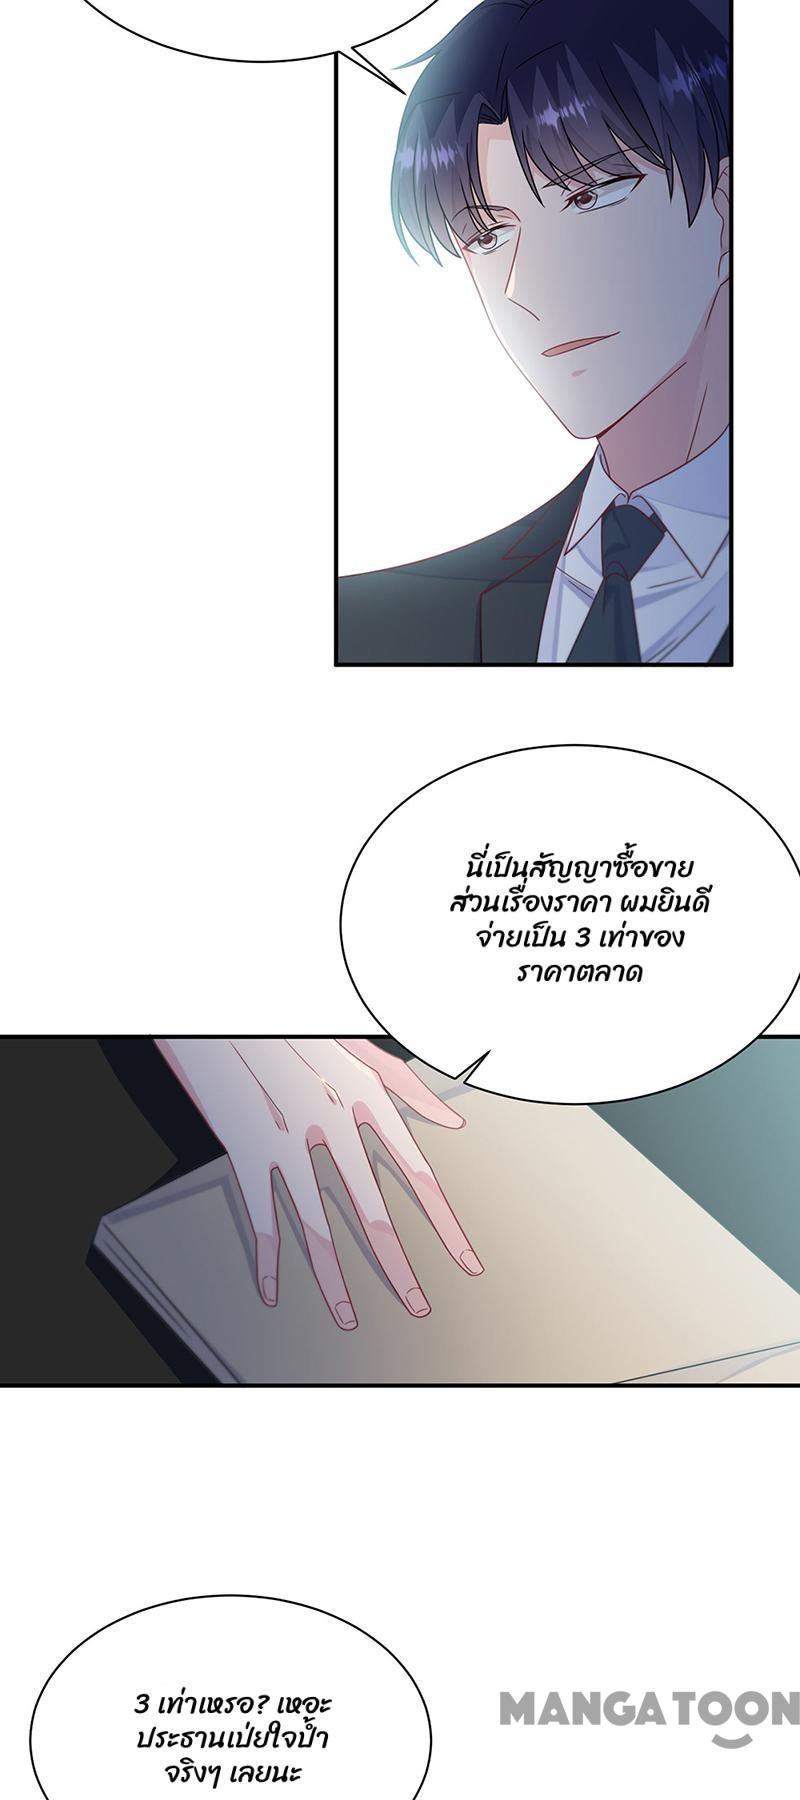 นี่เป็นสัญญาซื้อขาย
ส่วนเรื่องราคา ผมยินดี
จ่ายเป็น 3 เท่าของ
ราคาตลาด
3 เท่าเหรอ? เหอะ
ประธานเป่ยใจป้ำ
จริงๆ เลยนะ
MANGATOON